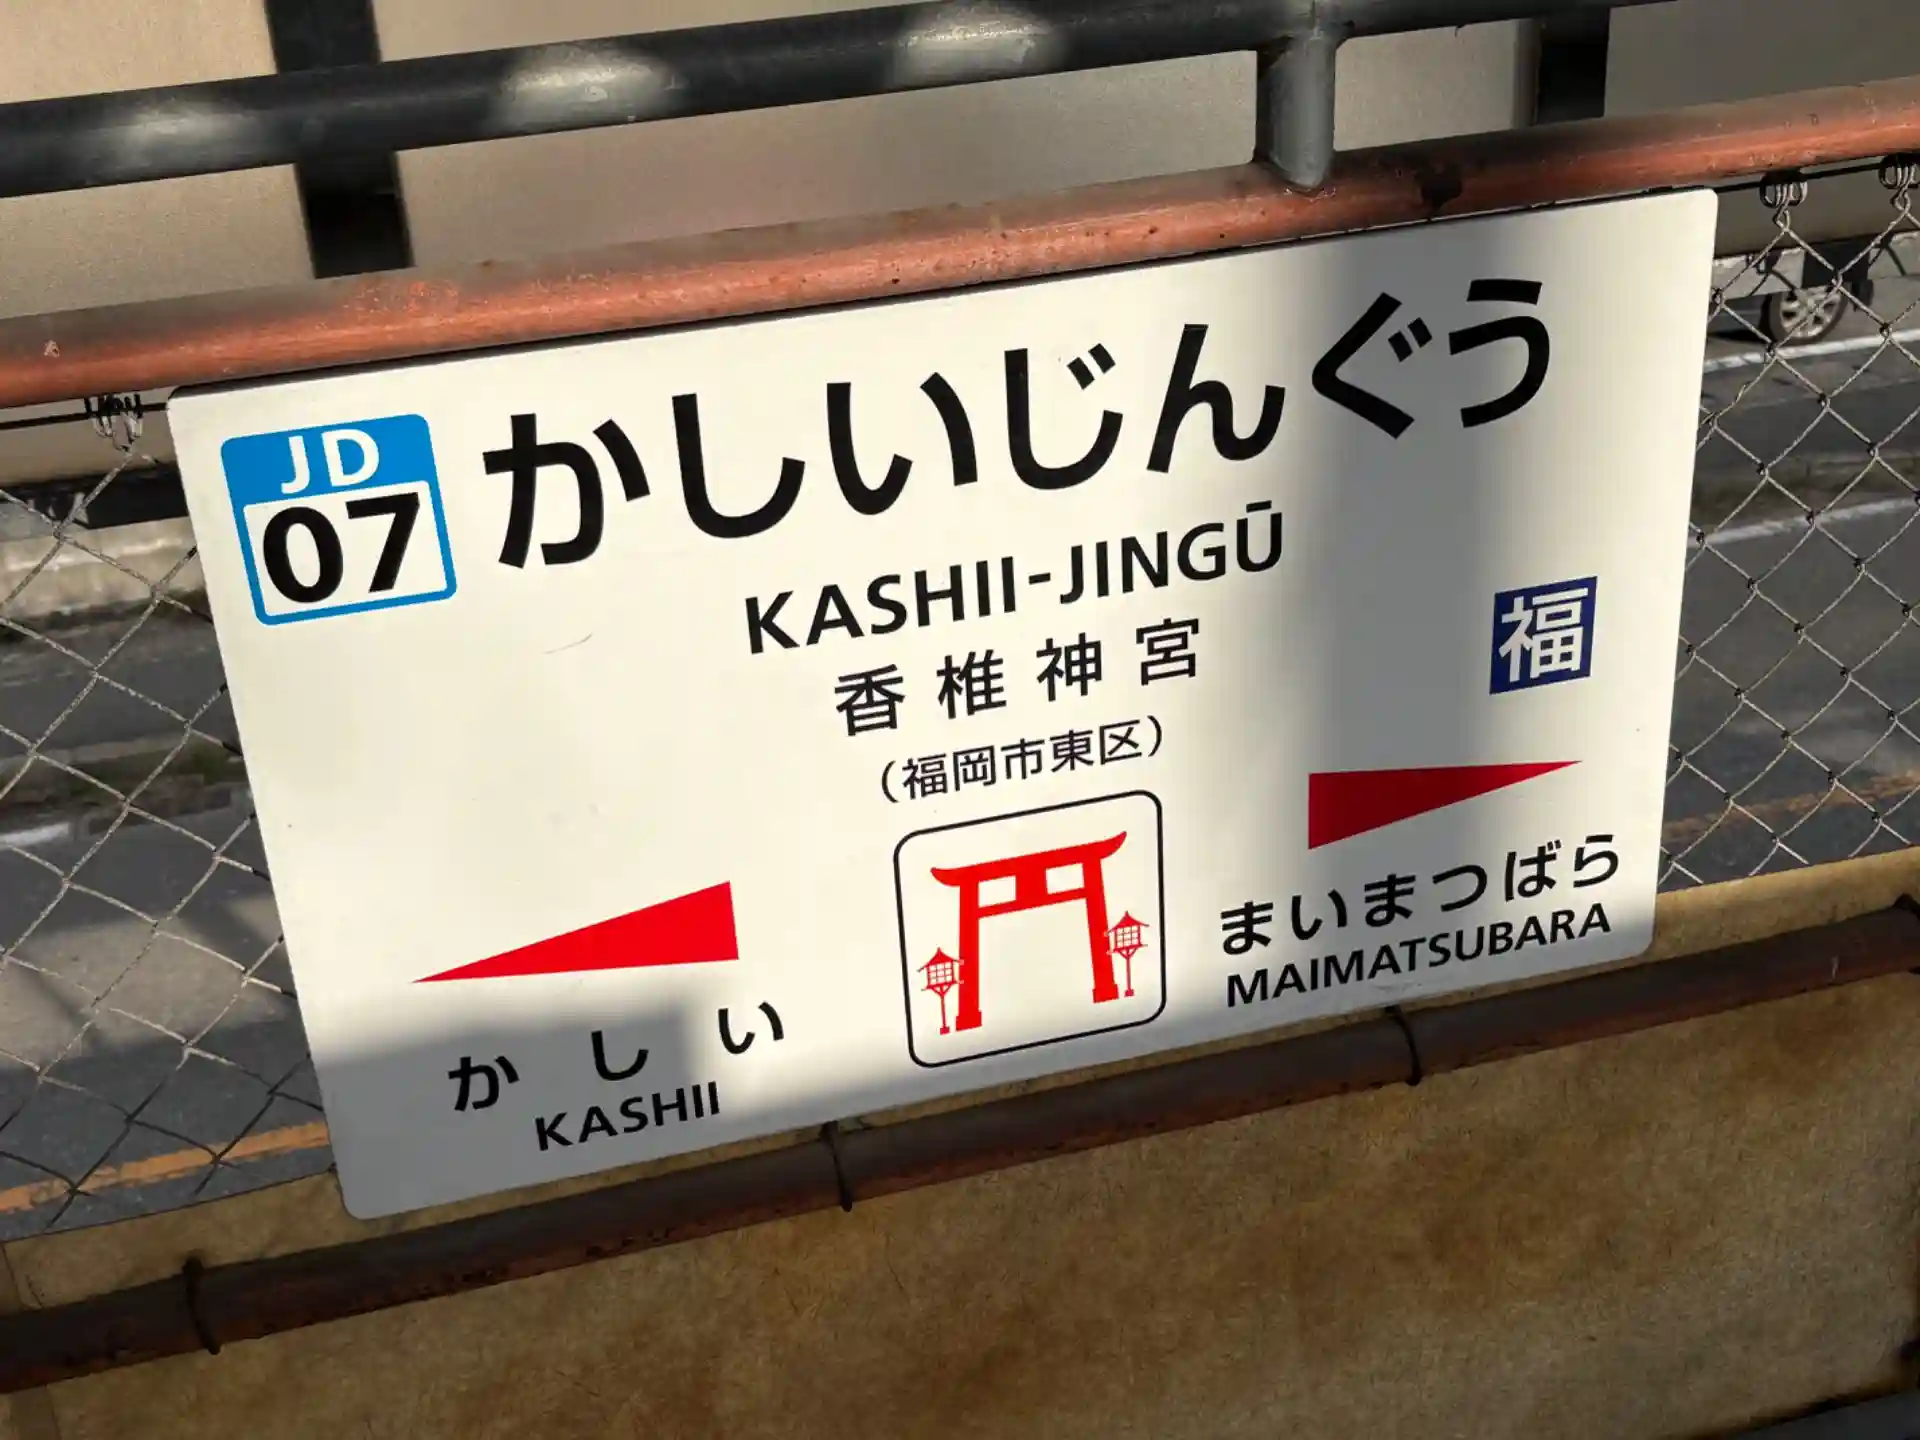 JD
07
かしいじんぐう
KASHII-JINGŪ
香椎神宮
福
(福岡市東区)
かしい
KASHII
まいまつばら
MAIMATSUBARA